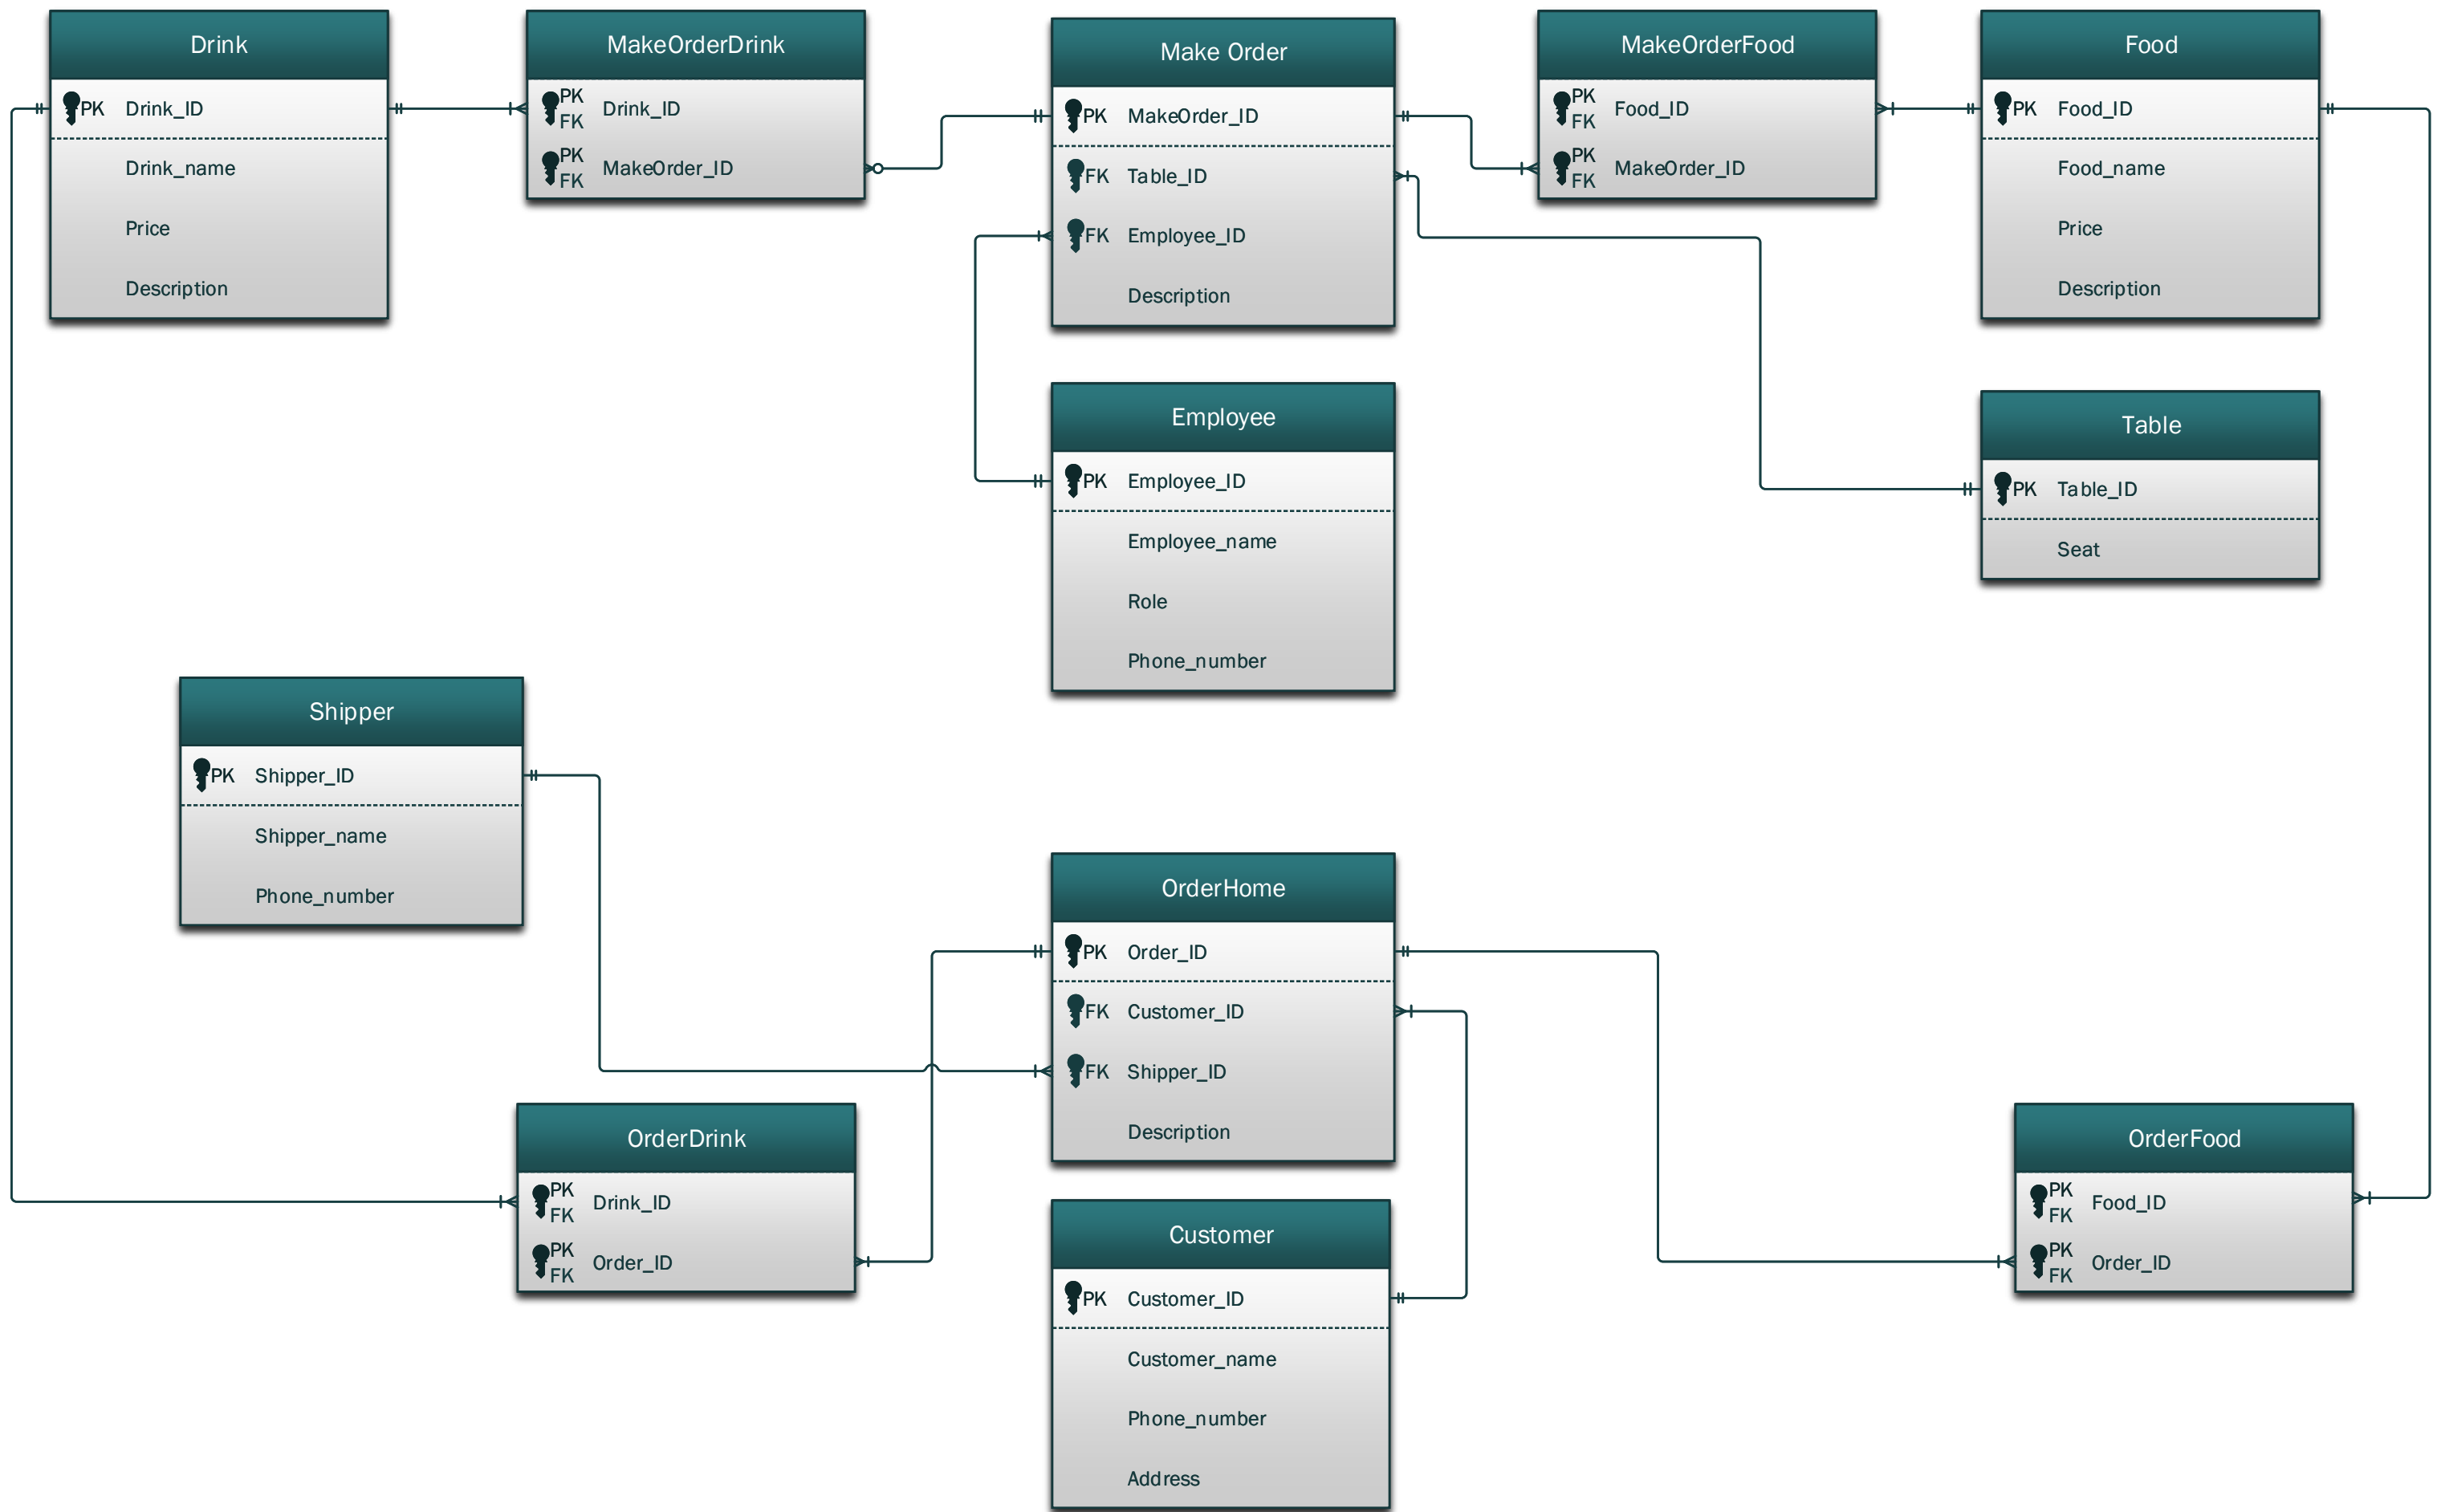 Drink
PK Drink_ID
Drink_name
Price
Description
MakeOrderDrink
PK
FK Drink_ID
PK
FK MakeOrder_ID
Make Order
PK MakeOrder_ID
FK Table_ID
FK Employee_ID
Description
MakeOrderFood
PK
FK Food_ID
PK
FK MakeOrder_ID
Food
PK Food_ID
Food_name
Price
Description
Employee
PK Employee_ID
Employee_name
Role
Phone_number
Table
PK Table_ID
Seat
Shipper
PK Shipper_ID
Shipper_name
Phone_number
OrderHome
PK Order_ID
FK Customer_ID
FK Shipper_ID
Description
OrderDrink
PK
FK Drink_ID
PK
FK Order_ID
Customer
PK Customer_ID
Customer_name
Phone_number
Address
OrderFood
PK
FK Food_ID
PK
FK Order_ID